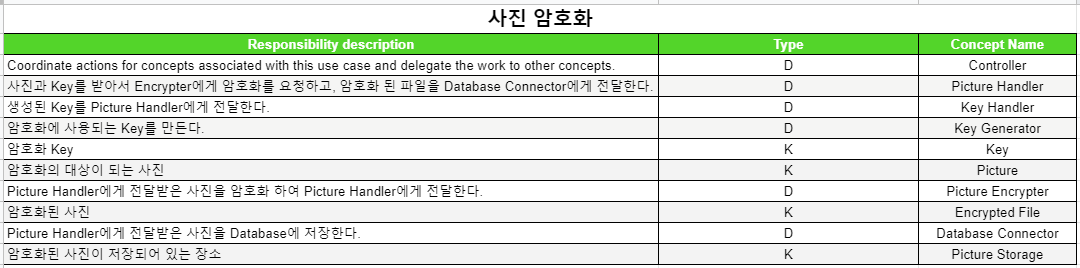 사진 암호화
Responsibility description Type Concept Name
Coordinate actions for concepts associated with this use case and delegate the work to other concepts. D Controller
사진과 Key를 받아서 Encrypter에게 암호화를 요청하고, 암호화 된 파일을 Database Connector에게 전달한다. D Picture Handler
생성된 Key를 Picture Handler에게 전달한다. D Key Handler
암호화에 사용되는 Key를 만든다. D Key Generator
암호화 Key K Key
암호화의 대상이 되는 사진 K Picture
Picture Handler에게 전달받은 사진을 암호화 하여 Picture Handler에게 전달한다. D Picture Encrypter
암호화된 사진 K Encrypted File
Picture Handler에게 전달받은 사진을 Database에 저장한다. D Database Connector
암호화된 사진이 저장되어 있는 장소 K Picture Storage